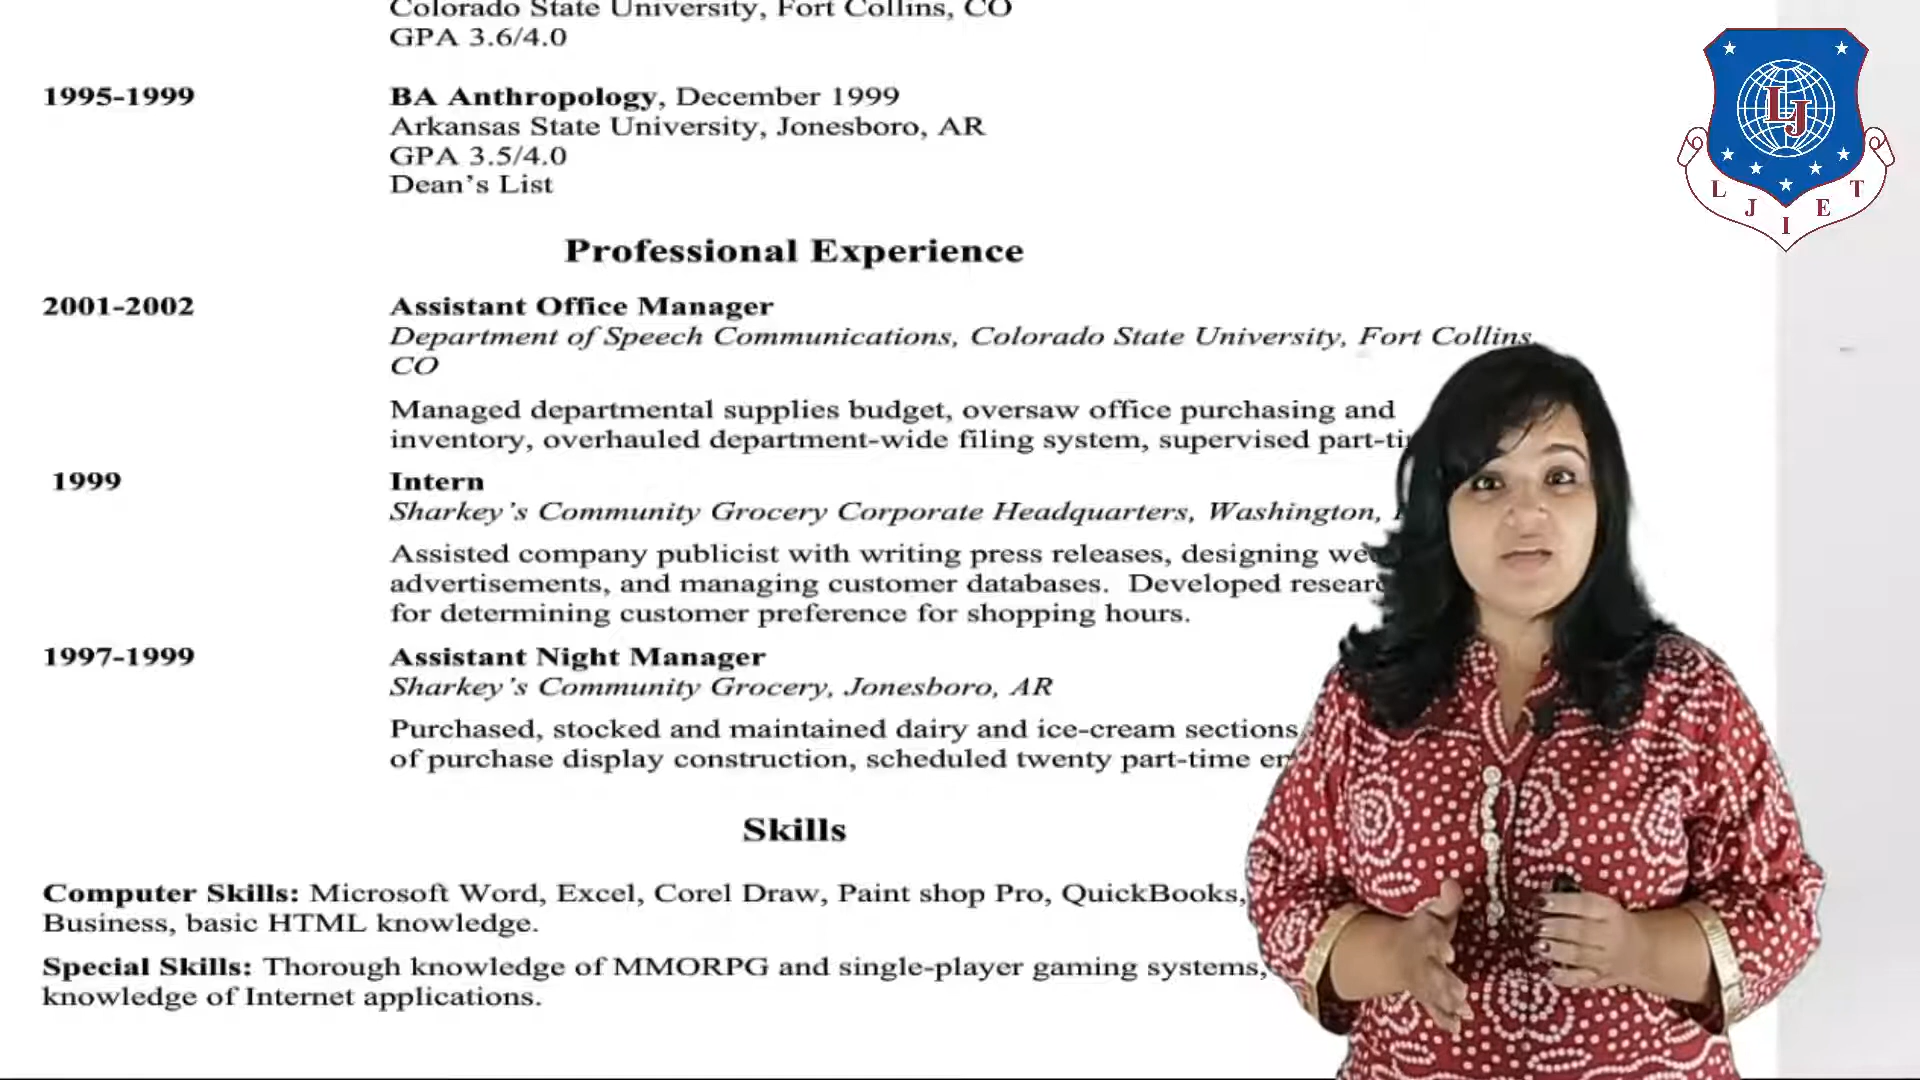 Colorado State University, Fort Collins, CO
GPA 3.6/4.0
1995-1999 BA Anthropology, December 1999
Arkansas State University, Jonesboro, AR
GPA 3.5/4.0
Dean's List
Professional Experience
2001-2002 Assistant Office Manager
Department of Speech Communications, Colorado State University, Fort Collins
CO
Managed departmental supplies budget, oversaw office purchasing and
inventory, overhauled department-wide filing system, supervised
1999 Intern
Sharkey's Community Grocery Corporate Headquarters, Washington,
Assisted company publicist with writing press releases, designing
advertisements, and managing customer databases. Developed
for determining customer preference for shopping hours.
1997-1999 Assistant Night Manager
Sharkey's Community Grocery, Jonesboro, AR
Purchased, stocked and maintained dairy and ice-cream sections
of purchase display construction, scheduled twenty part-time
Skills
Computer Skills: Microsoft Word, Excel, Corel Draw, Paint shop Pro, QuickBooks,
Business, basic HTML knowledge.
Special Skills: Thorough knowledge of MMORPG and single-player gaming systems,
knowledge of Internet applications.
LJ
L J I E T